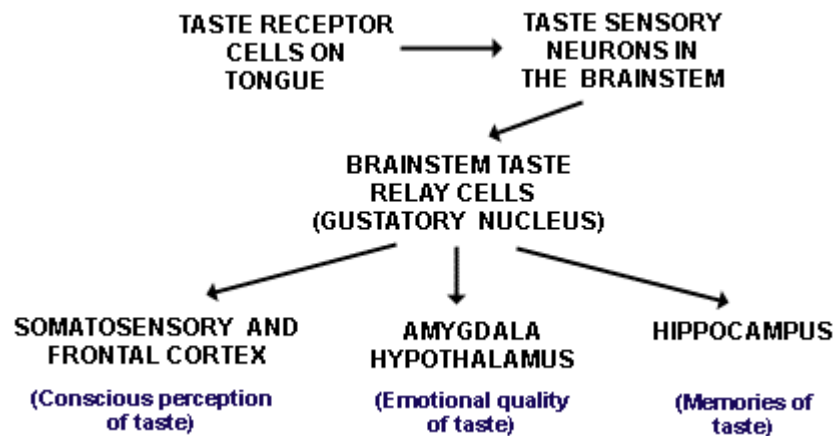 TASTE RECEPTOR
CELLS ON
TONGUE
TASTE SENSORY
NEURONS IN
THE BRAINSTEM
BRAINSTEM TASTE
RELAY CELLS
(GUSTATORY NUCLEUS)
SOMATOSENSORY AND
FRONTAL CORTEX
(Conscious perception
of taste)
AMYGDALA
HYPOTHALAMUS
(Emotional quality
of taste)
HIPPOCAMPUS
(Memories of
taste)